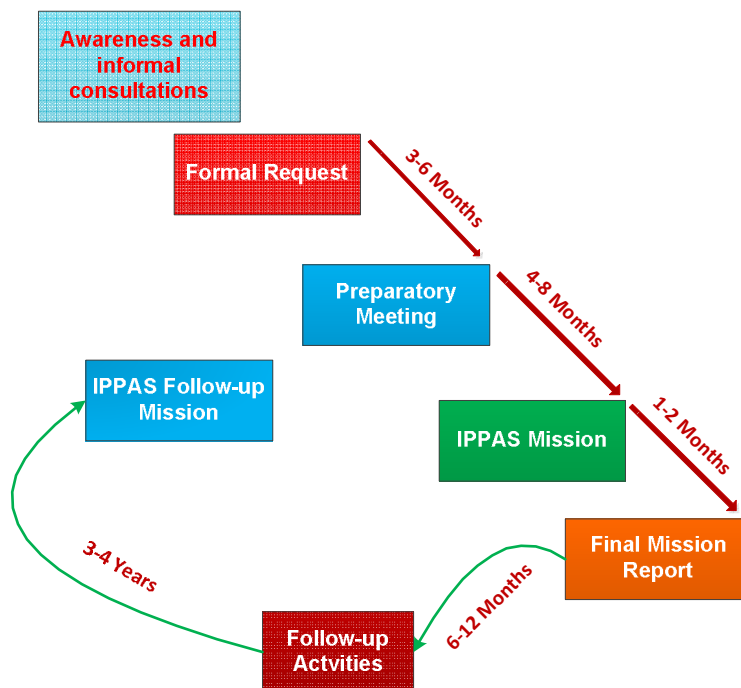 Awareness and
informal
consultations
Formal Request
3-6 Months
Preparatory
Meeting
4-8 Months
IPPAS Follow-up
Mission
IPPAS Mission
1-2 Months
Final Mission
Report
6-12 Months
3-4 Years
Follow-up
Actvities